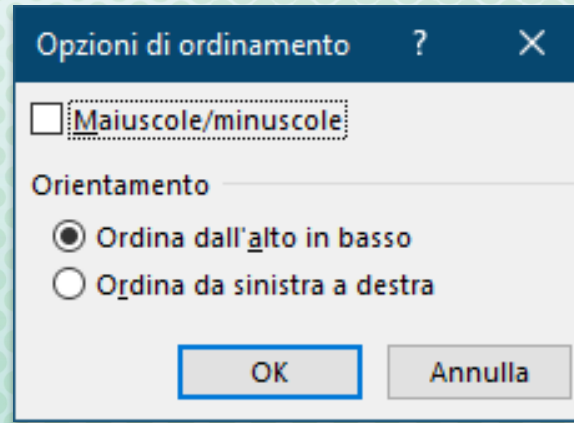 Opzioni di ordinamento ?
Maiuscole/minuscole
Orientamento
Ordina dall'alto in basso
Ordina da sinistra a destra
OK Annulla